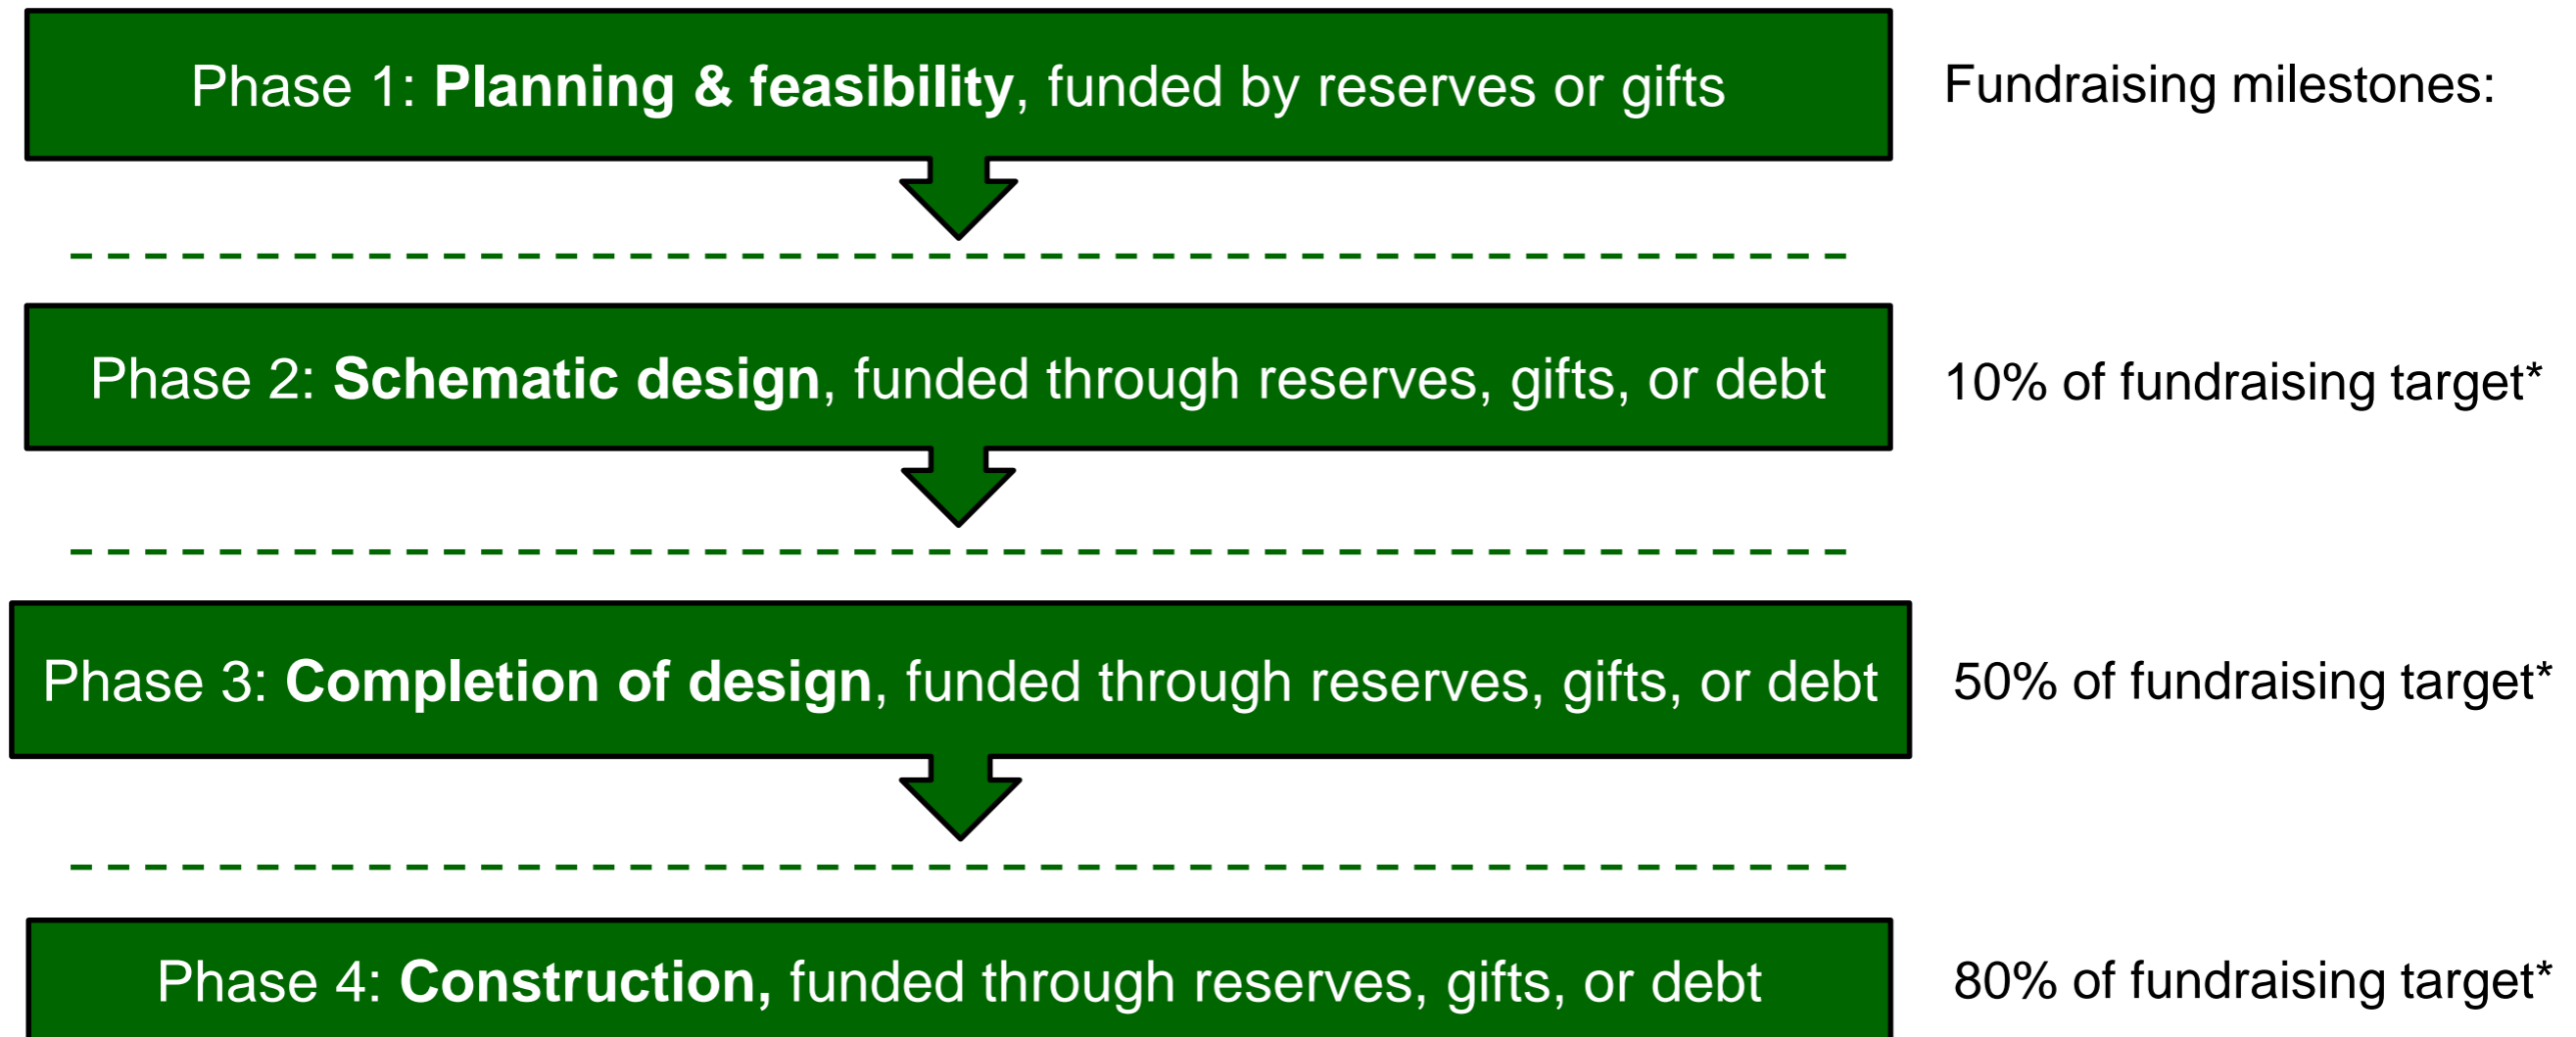 Phase 1: Planning & feasibility, funded by reserves or gifts
Fundraising milestones:
Phase 2: Schematic design, funded through reserves, gifts, or debt
10% of fundraising target*
Phase 3: Completion of design, funded through reserves, gifts, or debt
50% of fundraising target*
Phase 4: Construction, funded through reserves, gifts, or debt
80% of fundraising target*